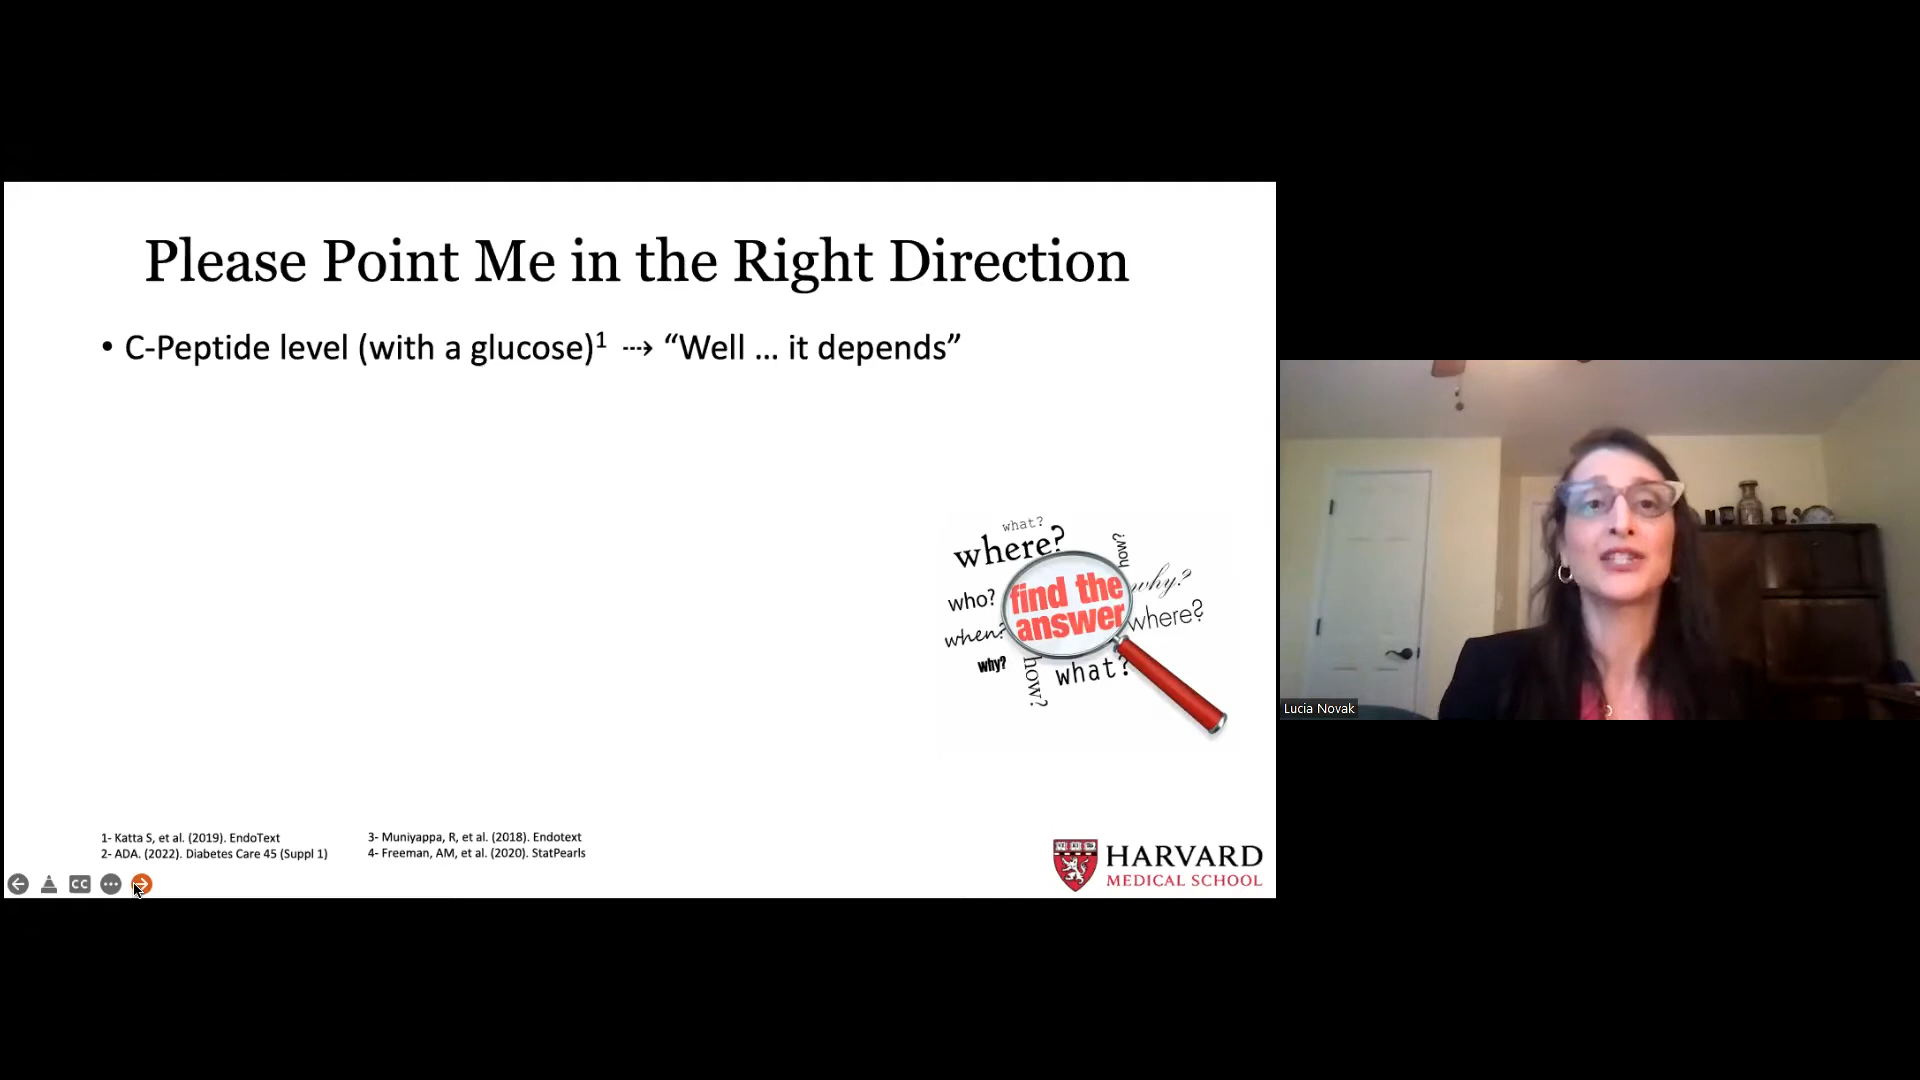 Please Point Me in the Right Direction
• C-Peptide level (with a glucose)1 ⇢ “Well ... it depends”
what?
where?
how?
why?
who?
find the
answer
where?
when?
why?
how?
what?
1- Katta S, et al. (2019). EndoText
2- ADA. (2022). Diabetes Care 45 (Suppl 1)
3- Muniyappa, R, et al. (2018). Endotext
4- Freeman, AM, et al. (2020). StatPearls
CC
HARVARD
MEDICAL SCHOOL
Lucia Novak